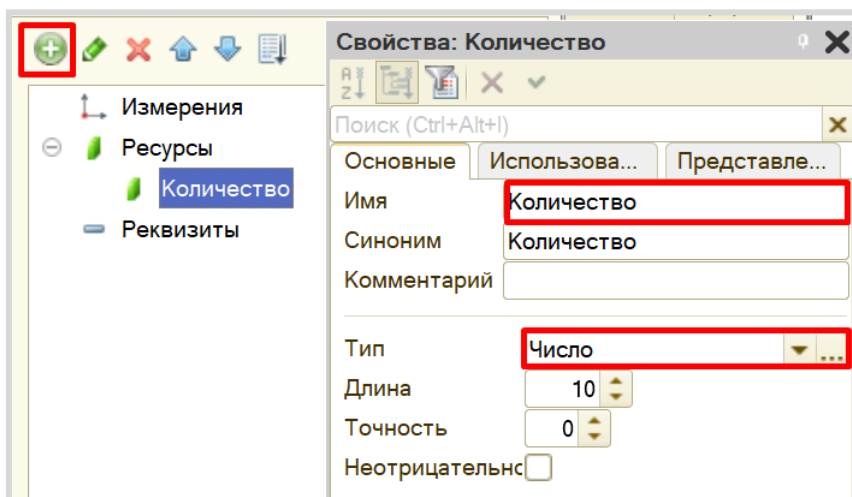 Измерения
Ресурсы
Количество
Реквизиты
Свойства: Количество
Поиск (Ctrl+Alt+I)
Основные Использова... Представле...
Имя Количество
Синоним Количество
Комментарий
Тип Число ...
Длина 10
Точность 0
Неотрицательнс